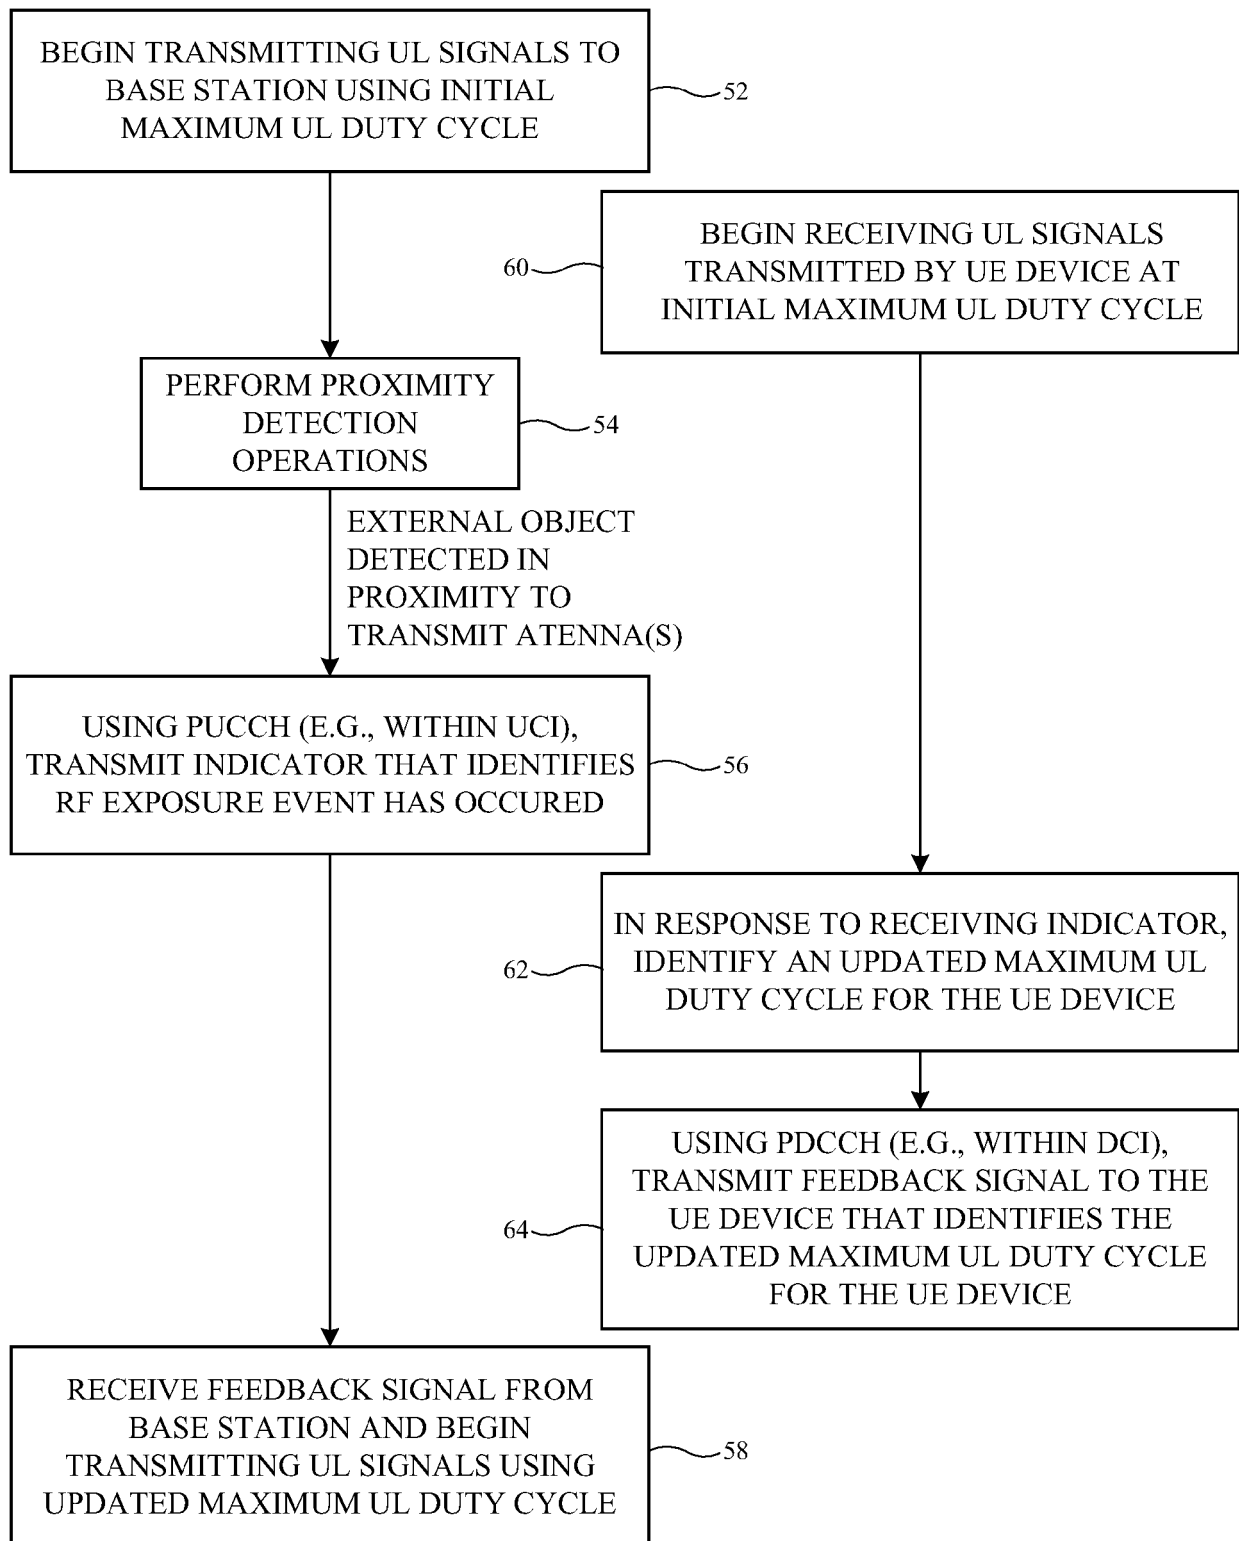 BEGIN TRANSMITTING UL SIGNALS TO
BASE STATION USING INITIAL
MAXIMUM UL DUTY CYCLE
52
BEGIN RECEIVING UL SIGNALS
TRANSMITTED BY UE DEVICE AT
INITIAL MAXIMUM UL DUTY CYCLE
60
PERFORM PROXIMITY
DETECTION
OPERATIONS
54
EXTERNAL OBJECT
DETECTED IN
PROXIMITY TO
TRANSMIT ATENNA(S)
USING PUCCH (E.G., WITHIN UCI),
TRANSMIT INDICATOR THAT IDENTIFIES
RF EXPOSURE EVENT HAS OCCURED
56
IN RESPONSE TO RECEIVING INDICATOR,
IDENTIFY AN UPDATED MAXIMUM UL
DUTY CYCLE FOR THE UE DEVICE
62
USING PDCCH (E.G., WITHIN DCI),
TRANSMIT FEEDBACK SIGNAL TO THE
UE DEVICE THAT IDENTIFIES THE
UPDATED MAXIMUM UL DUTY CYCLE
FOR THE UE DEVICE
64
RECEIVE FEEDBACK SIGNAL FROM
BASE STATION AND BEGIN
TRANSMITTING UL SIGNALS USING
UPDATED MAXIMUM UL DUTY CYCLE
58